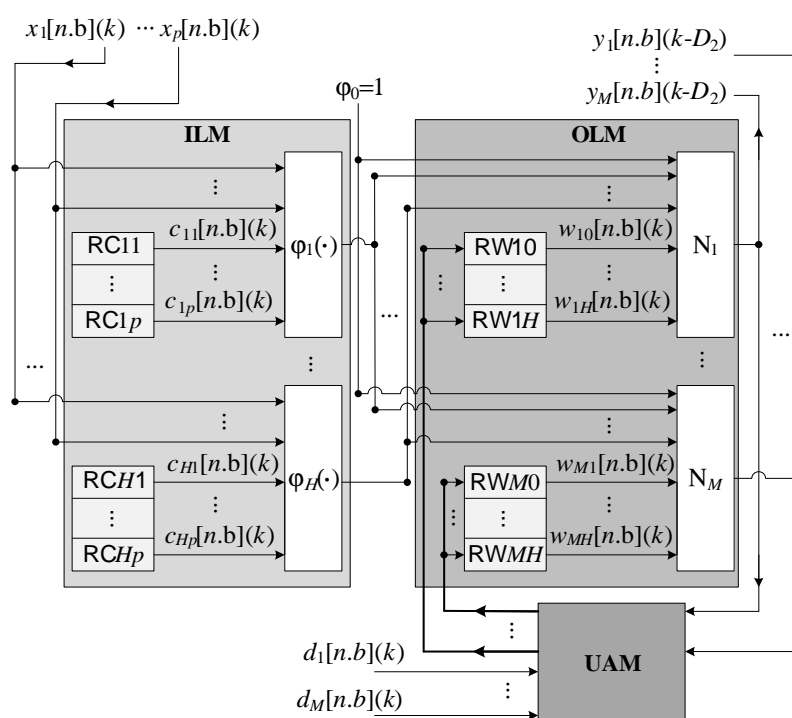 x1[n.b](k) ··· xp[n.b](k)
y1[n.b](k-D2)
⋮
yM[n.b](k-D2)
φ0=1
ILM
OLM
⋮
⋮
RC11
c11[n.b](k)
φ1(·)
RW10
w10[n.b](k)
N1
⋮
⋮
⋮
⋮
⋮
RC1p
c1p[n.b](k)
...
RW1H
w1H[n.b](k)
...
...
⋮
⋮
⋮
⋮
RCH1
cH1[n.b](k)
φH(·)
RWM0
wM1[n.b](k)
NM
⋮
⋮
⋮
⋮
⋮
RCHp
cHp[n.b](k)
RWMH
wMH[n.b](k)
⋮
d1[n.b](k)
UAM
⋮
dM[n.b](k)